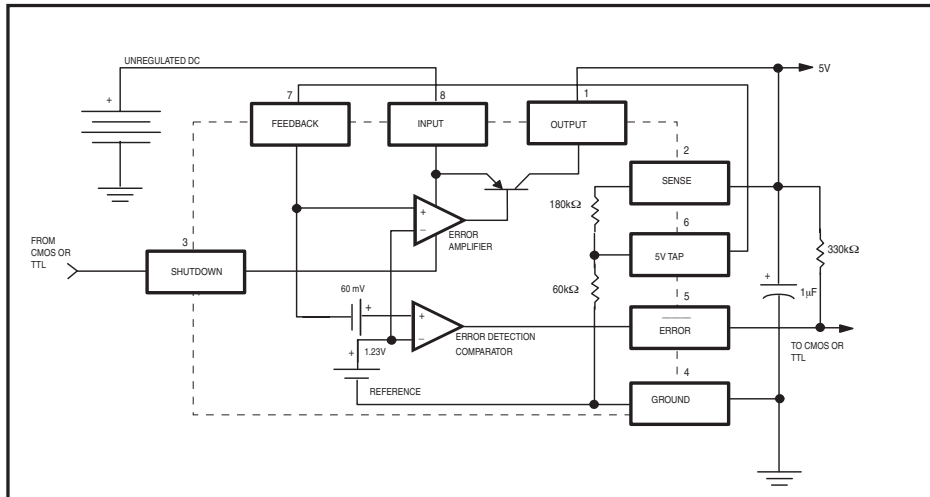 UNREGULATED DC
5V
7
8
1
+
FEEDBACK
INPUT
OUTPUT
2
SENSE
180kΩ
+
−
ERROR
AMPLIFIER
6
5V TAP
330kΩ
FROM
CMOS OR
TTL
3
SHUTDOWN
60kΩ
+
1µF
60 mV
+
5
+
−
ERROR DETECTION
COMPARATOR
ERROR
TO CMOS OR
TTL
+
1.23V
REFERENCE
4
GROUND